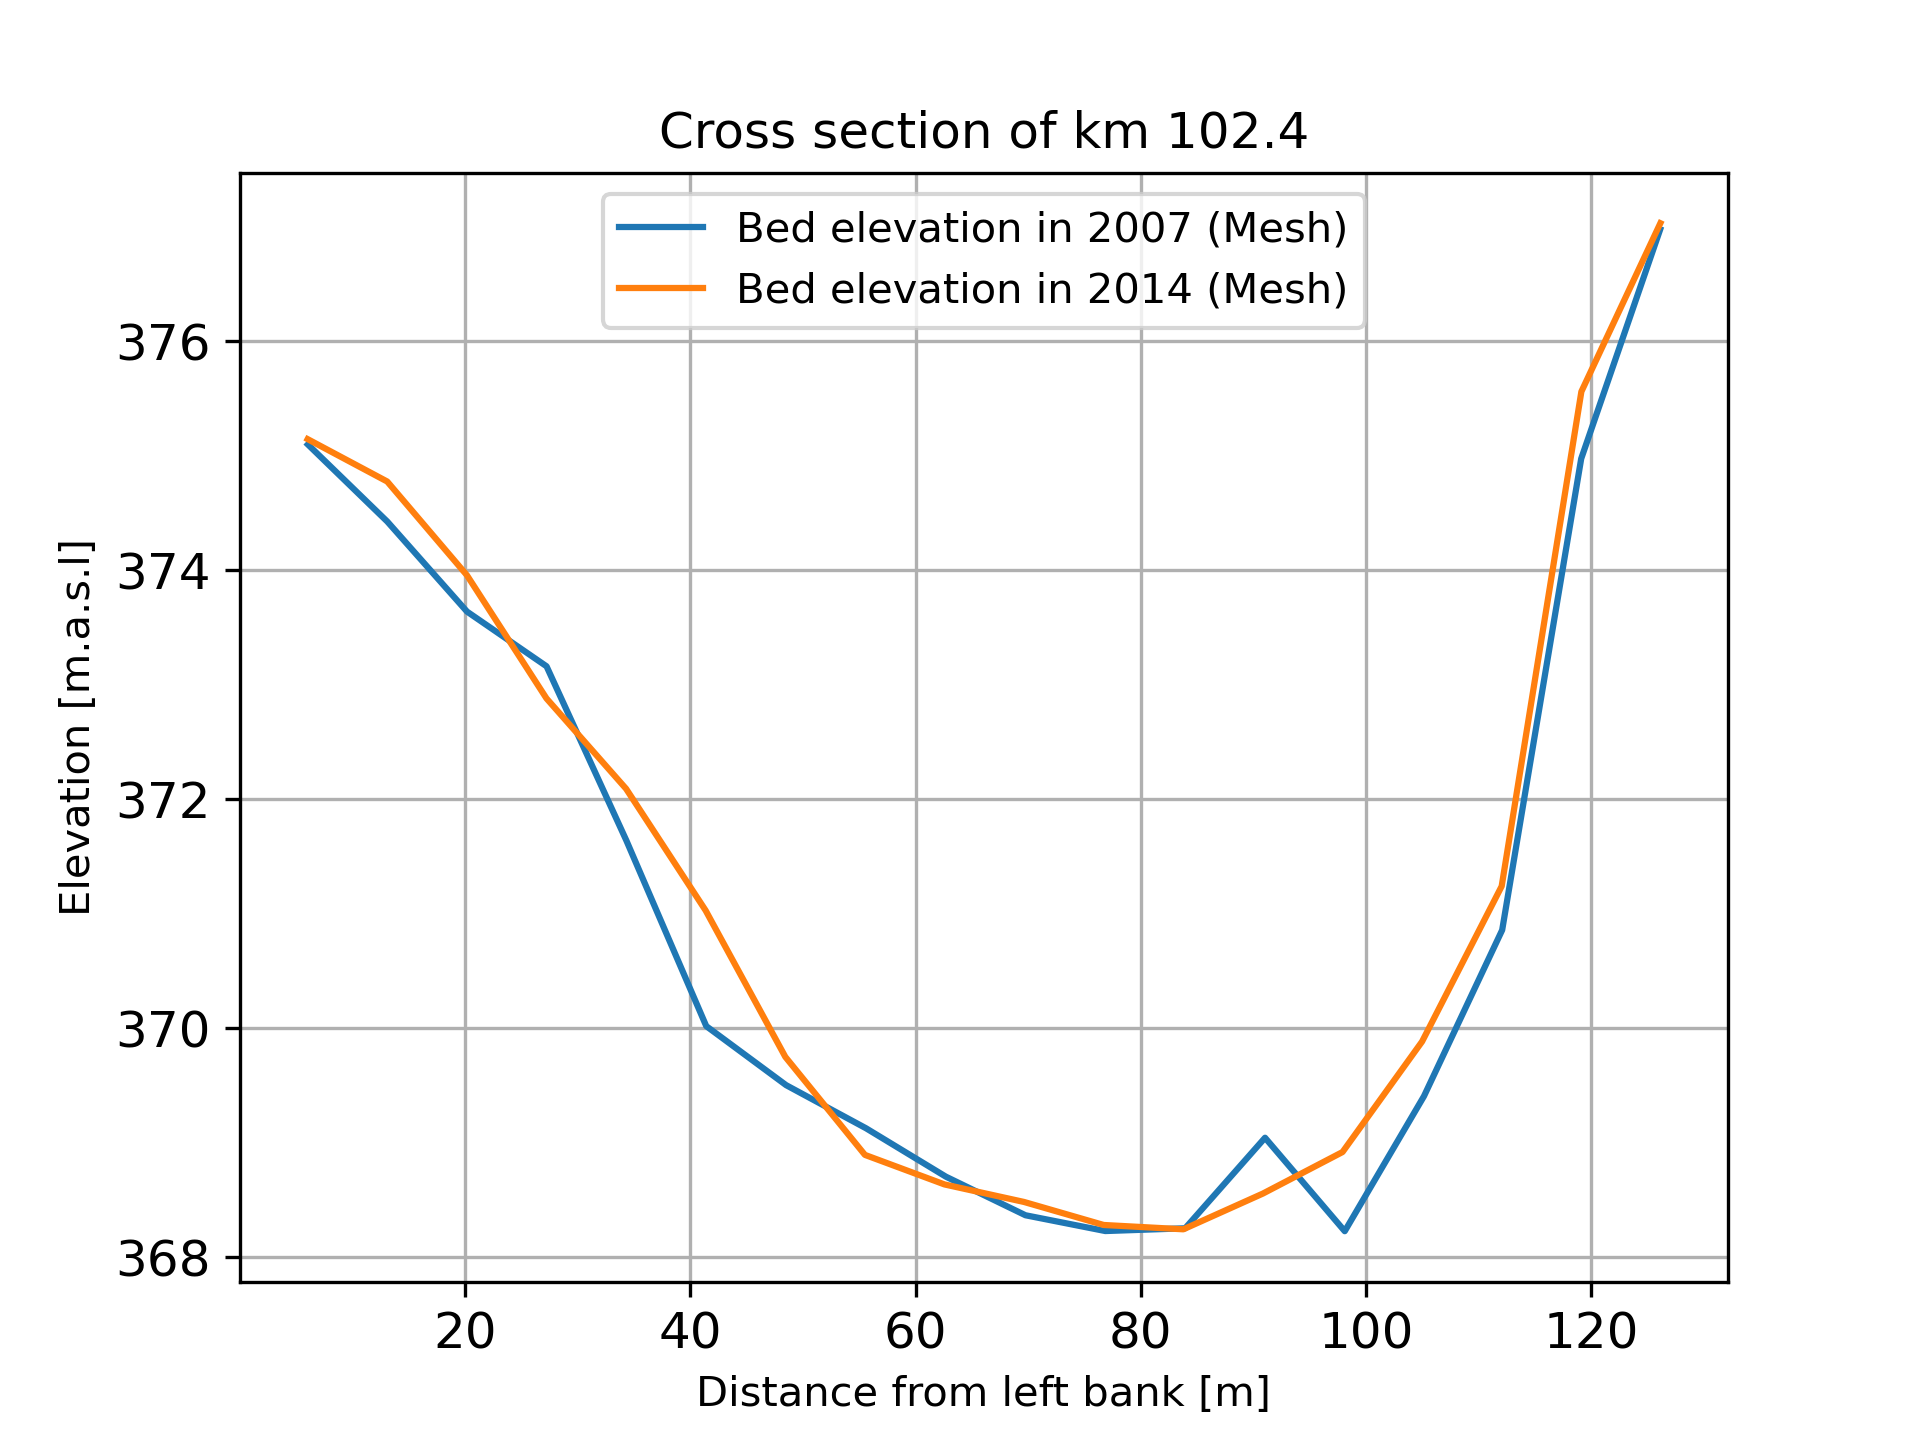 Cross section of km 102.4
Bed elevation in 2007 (Mesh)
Bed elevation in 2014 (Mesh)
376
374
372
370
368
Elevation [m.a.s.l]
20 40 60 80 100 120
Distance from left bank [m]